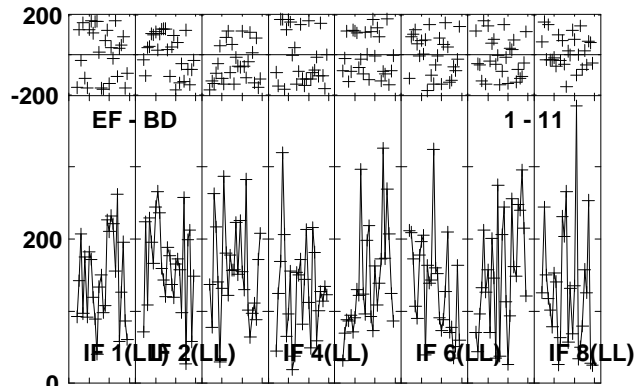 200
-200
EF - BD 1 - 11
200
IF 1(LL) IF 2(LL) IF 4(LL) IF 6(LL) IF 8(LL)
0